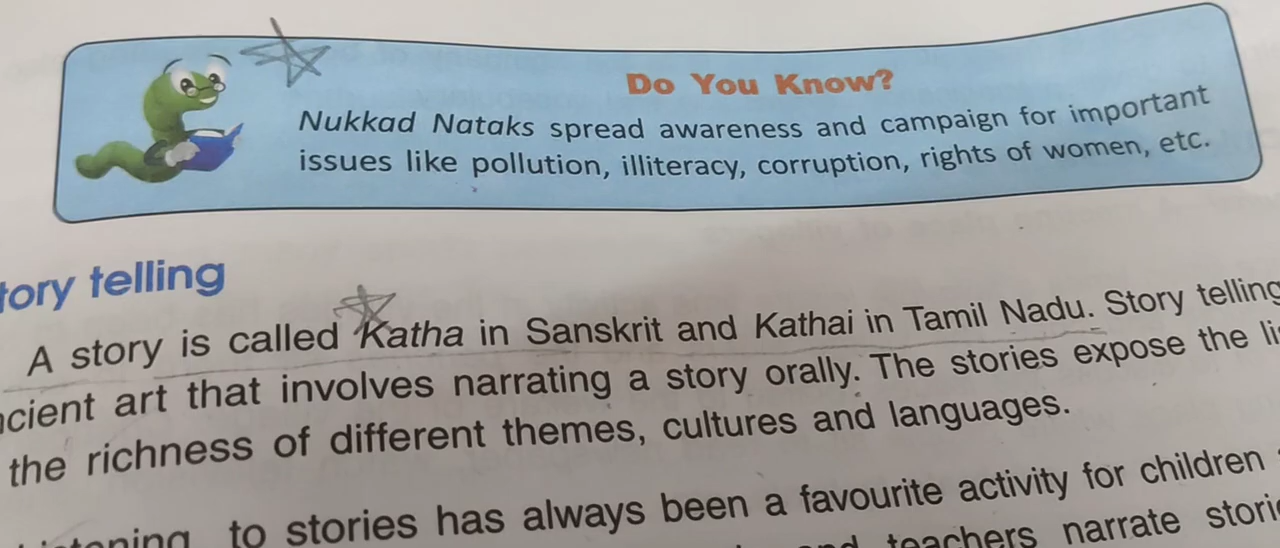 Do You Know?
Nukkad Nataks spread awareness and campaign for important
issues like pollution, illiteracy, corruption, rights of women, etc.
tory telling
A story is called Katha in Sanskrit and Kathai in Tamil Nadu. Story telling
ncient art that involves narrating a story orally. The stories expose the
the richness of different themes, cultures and languages.
to stories has always been a favourite activity for children
teachers narrate